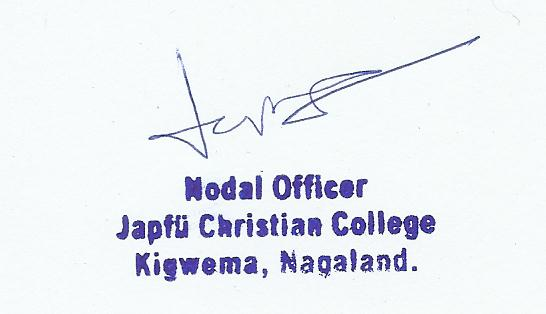 Nodal Officer
Japfü Christian College
Kigwema, Nagaland.